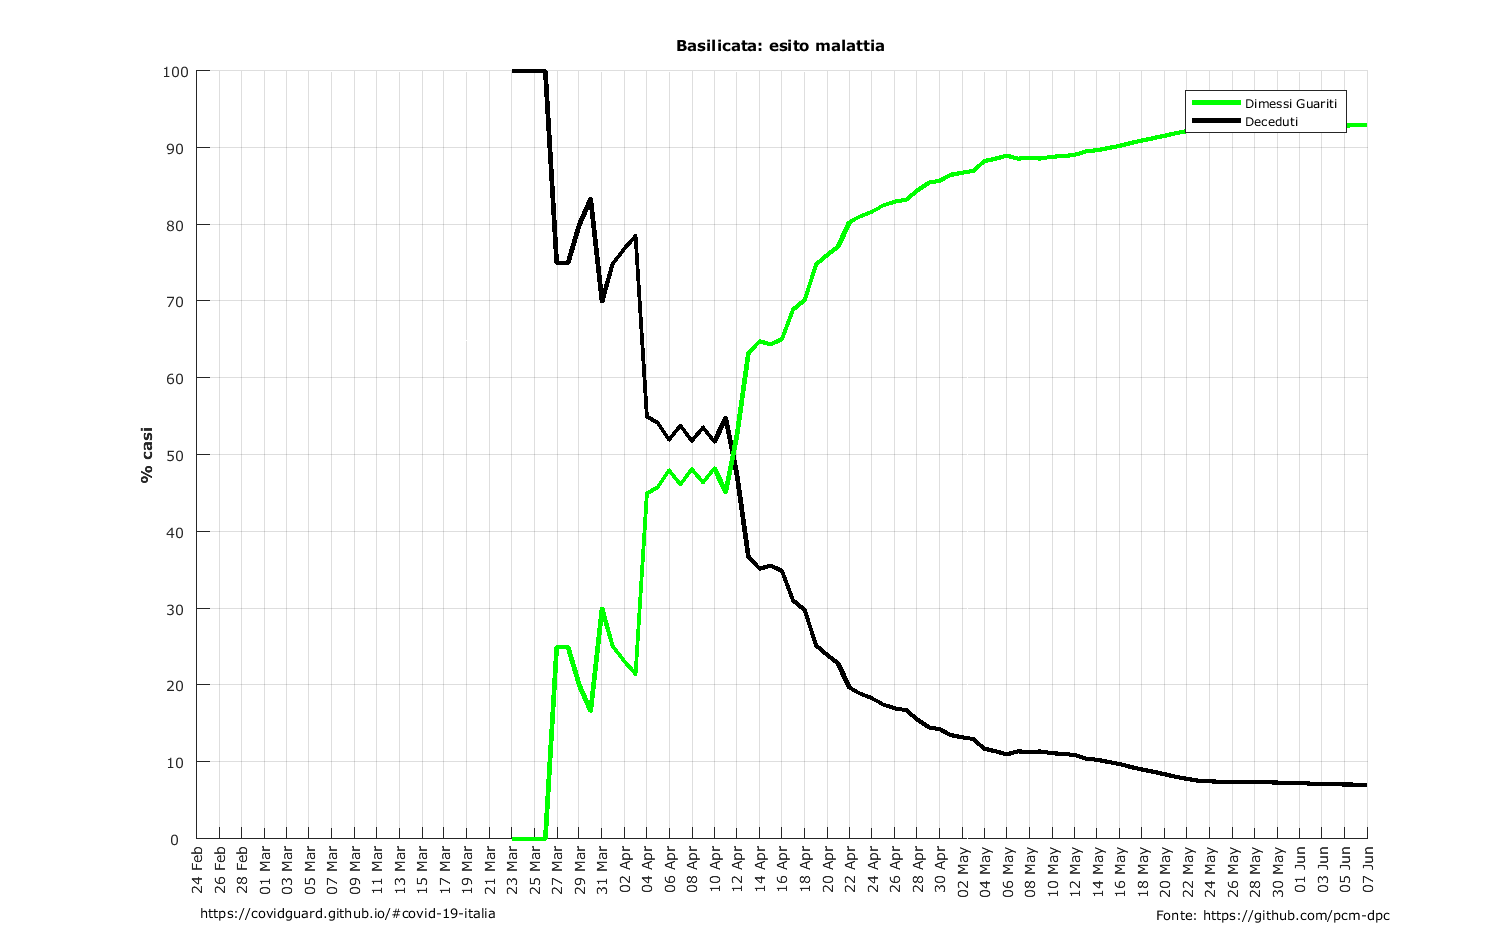 Basilicata: esito malattia
100
90
80
70
60
50
40
30
20
10
0
% casi
Dimessi Guariti
Deceduti
24 Feb
26 Feb
28 Feb
01 Mar
03 Mar
05 Mar
07 Mar
09 Mar
11 Mar
13 Mar
15 Mar
17 Mar
19 Mar
21 Mar
23 Mar
25 Mar
27 Mar
29 Mar
31 Mar
02 Apr
04 Apr
06 Apr
08 Apr
10 Apr
12 Apr
14 Apr
16 Apr
18 Apr
20 Apr
22 Apr
24 Apr
26 Apr
28 Apr
30 Apr
02 May
04 May
06 May
08 May
10 May
12 May
14 May
16 May
18 May
20 May
22 May
24 May
26 May
28 May
30 May
01 Jun
03 Jun
05 Jun
07 Jun
https://covidguard.github.io/#covid-19-italia
Fonte: https://github.com/pcm-dpc